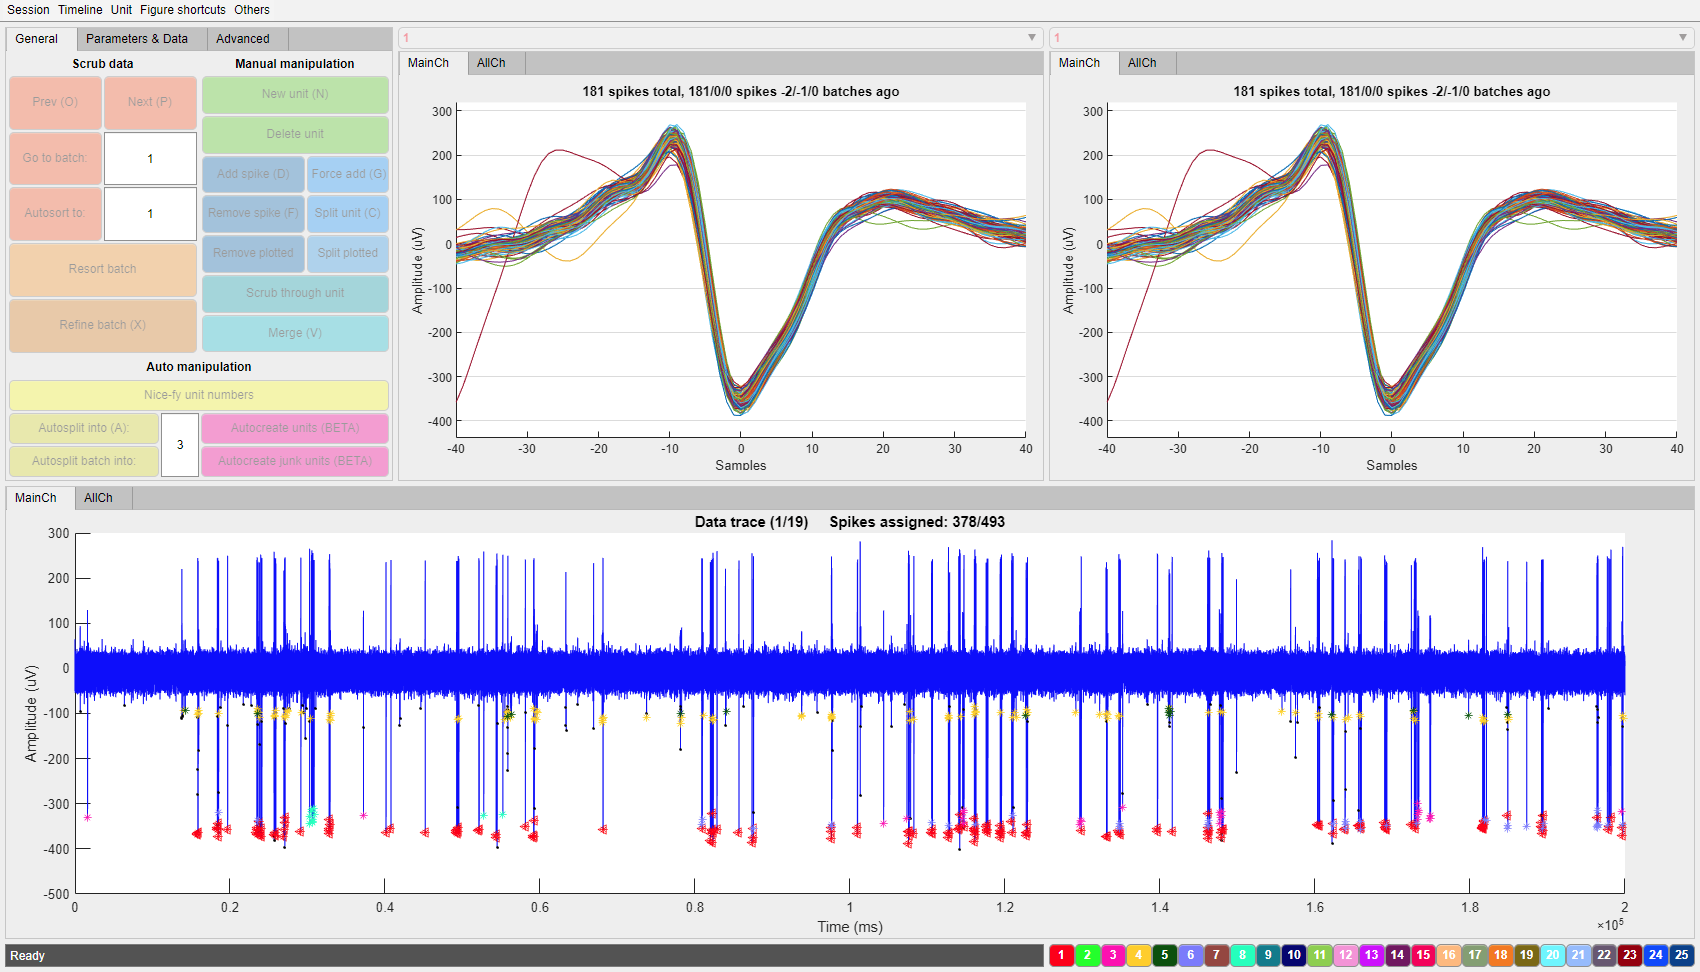 Session Timeline Unit Figure shortcuts Others
General Parameters & Data Advanced
Scrub data Manual manipulation
Prev (O) Next (P) New unit (N)
Delete unit
Go to batch: 1 Add spike (D) Force add (G)
Autosort to: 1 Remove spike (F) Split unit (C)
Resort batch Remove plotted Split plotted
Scrub through unit
Refine batch (X) Merge (V)
Auto manipulation
Nice-fy unit numbers
Autosplit into (A): 3 Autocreate units (BETA)
Autosplit batch into: Autocreate junk units (BETA)
1
MainCh AllCh
181 spikes total, 181/0/0 spikes -2/-1/0 batches ago
300
200
100
0
-100
-200
-300
-400
Amplitude (uV)
-40 -30 -20 -10 0 10 20 30 40
Samples
1
MainCh AllCh
181 spikes total, 181/0/0 spikes -2/-1/0 batches ago
300
200
100
0
-100
-200
-300
-400
Amplitude (uV)
-40 -30 -20 -10 0 10 20 30 40
Samples
MainCh AllCh
Data trace (1/19) Spikes assigned: 378/493
300
200
100
0
-100
-200
-300
-400
-500
Amplitude (uV)
0 0.2 0.4 0.6 0.8 1 1.2 1.4 1.6 1.8 2
Time (ms) ×10⁵
Ready 1 2 3 4 5 6 7 8 9 10 11 12 13 14 15 16 17 18 19 20 21 22 23 24 25